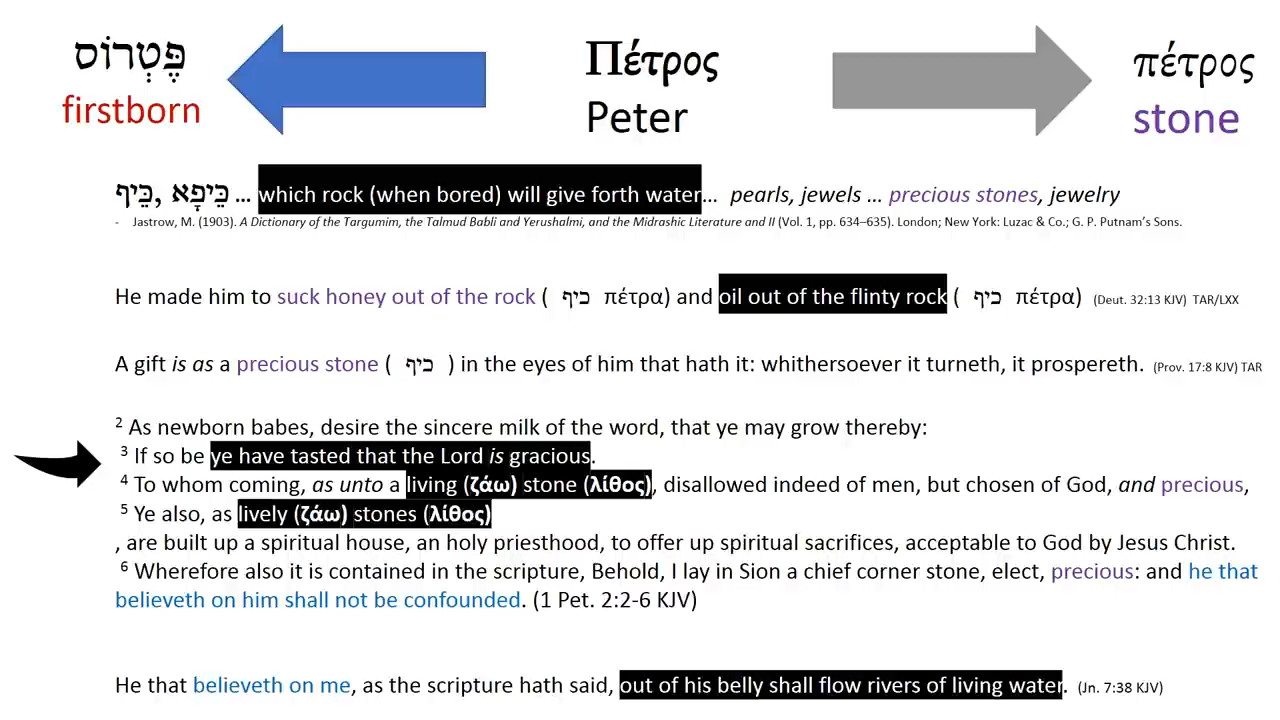 פֶּטְרוֹס Πέτρος πέτρος
firstborn Peter stone
כֵּיפָא ,כֵּיף ... which rock (when bored) will give forth water... pearls, jewels ... precious stones, jewelry
- Jastrow, M. (1903). A Dictionary of the Targumim, the Talmud Babli and Yerushalmi, and the Midrashic Literature and II (Vol. 1, pp. 634–635). London; New York: Luzac & Co.; G. P. Putnam’s Sons.
He made him to suck honey out of the rock ( כיף πέτρα) and oil out of the flinty rock ( כיף πέτρα) (Deut. 32:13 KJV) TAR/LXX
A gift is as a precious stone ( כיף ) in the eyes of him that hath it: whithersoever it turneth, it prospereth. (Prov. 17:8 KJV) TAR
2 As newborn babes, desire the sincere milk of the word, that ye may grow thereby:
3 If so be ye have tasted that the Lord is gracious.
4 To whom coming, as unto a living (ζάω) stone (λίθος), disallowed indeed of men, but chosen of God, and precious,
5 Ye also, as lively (ζάω) stones (λίθος)
, are built up a spiritual house, an holy priesthood, to offer up spiritual sacrifices, acceptable to God by Jesus Christ.
6 Wherefore also it is contained in the scripture, Behold, I lay in Sion a chief corner stone, elect, precious: and he that
believeth on him shall not be confounded. (1 Pet. 2:2-6 KJV)
He that believeth on me, as the scripture hath said, out of his belly shall flow rivers of living water. (Jn. 7:38 KJV)